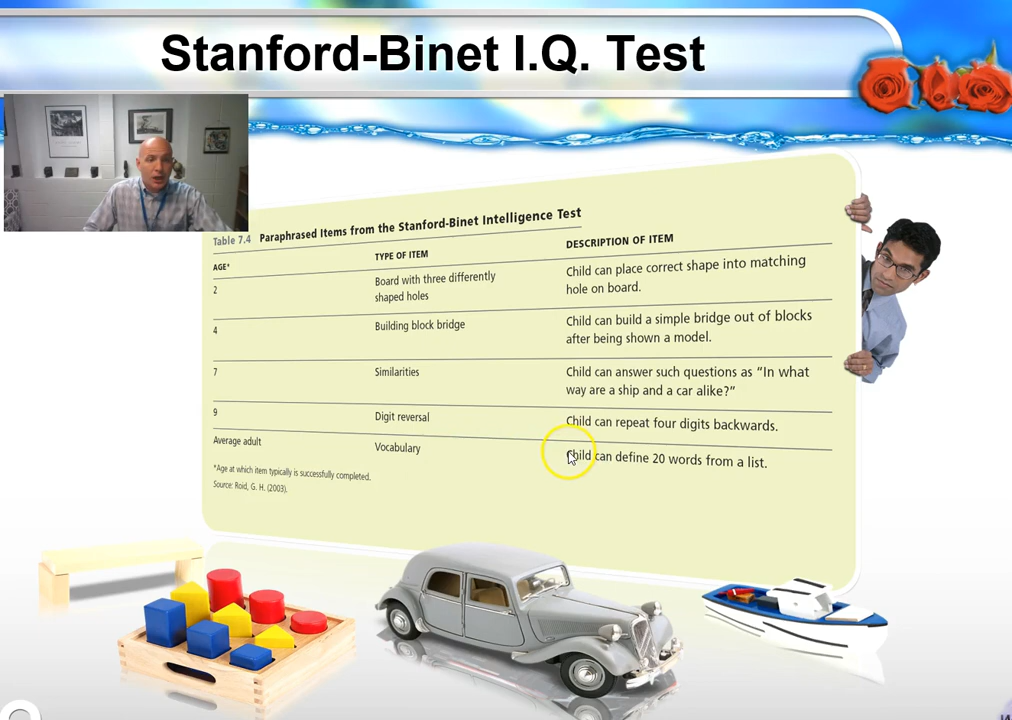 Stanford-Binet I.Q. Test
Table 7.4 Paraphrased Items from the Stanford-Binet Intelligence Test
AGE* TYPE OF ITEM DESCRIPTION OF ITEM
2 Board with three differently Child can place correct shape into matching
shaped holes hole on board.
4 Building block bridge Child can build a simple bridge out of blocks
after being shown a model.
7 Similarities Child can answer such questions as “In what
way are a ship and a car alike?”
9 Digit reversal Child can repeat four digits backwards.
Average adult Vocabulary Child can define 20 words from a list.
*Age at which item typically is successfully completed.
Source: Roid, G. H. (2003).